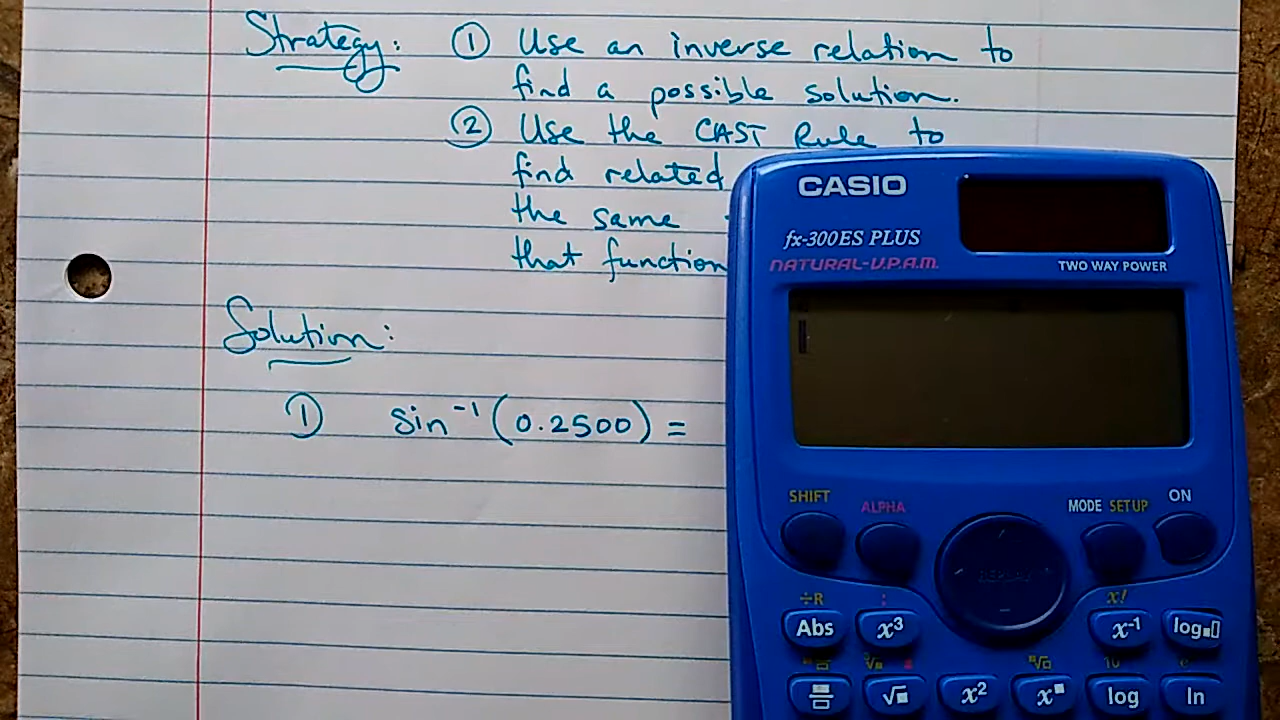 Strategy: ① Use an inverse relation to
find a possible solution.
② Use the CAST Rule to
find related
the same
that function
Solution:
1) sin⁻¹(0.2500) =
CASIO
fx-300ES PLUS
NATURAL-V.P.A.M.
TWO WAY POWER
SHIFT ALPHA MODE SETUP ON
REPLAY
÷R : x!
Abs x³ x⁻¹ log▪▯
log ln
√▪ x² x▪